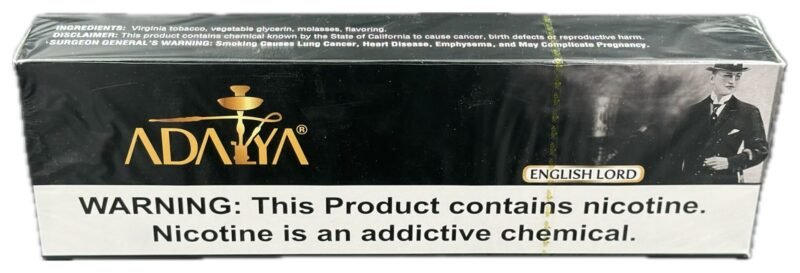 INGREDIENTS: Virginia tobacco, vegetable glycerin, molasses, flavoring.
DISCLAIMER: This product contains chemical known by the State of California to cause cancer, birth defects or reproductive harm.
SURGEON GENERAL'S WARNING: Smoking Causes Lung Cancer, Heart Disease, Emphysema, and May Complicate Pregnancy.
ADALYA®
ENGLISH LORD
WARNING: This Product contains nicotine.
Nicotine is an addictive chemical.